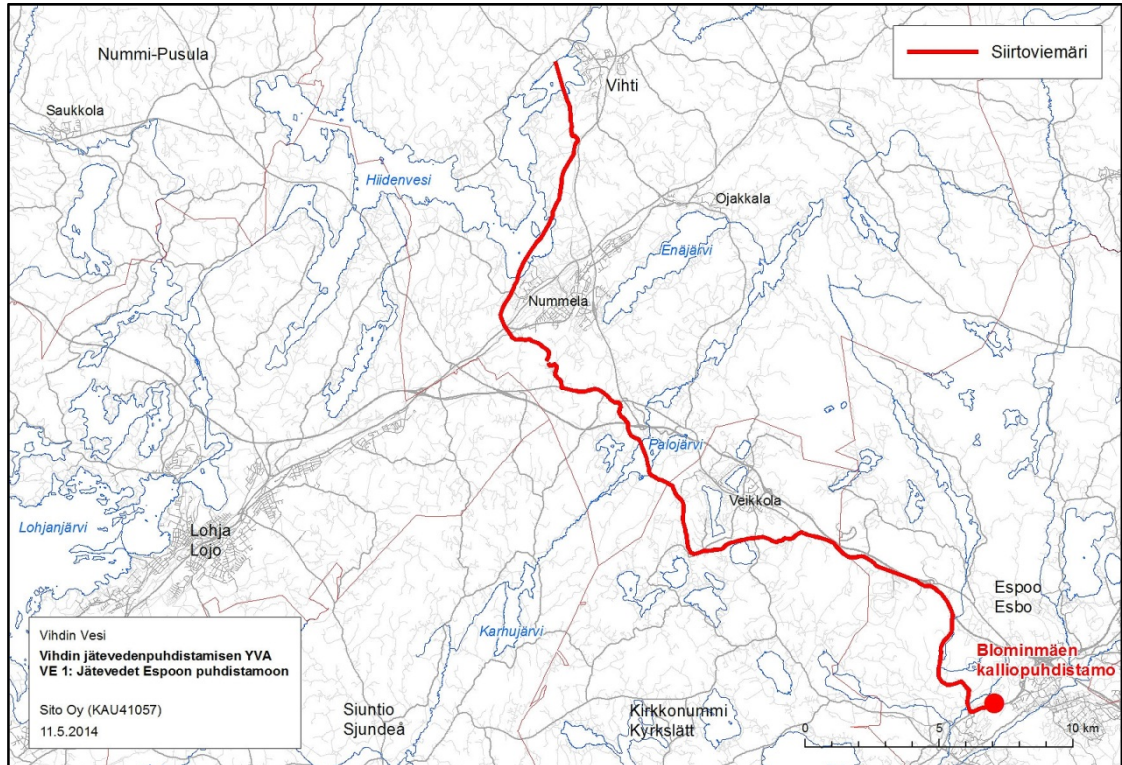 Nummi-Pusula
Siirtoviemäri
Vihti
Saukkola
Hiidenvesi
Ojakkala
Enäjärvi
Nummela
Palojärvi
Veikkola
Lohjanjärvi
Lohja
Lojo
Espoo
Esbo
Karhujärvi
Blominmäen
kalliopuhdistamo
Vihdin Vesi
Vihdin jätevedenpuhdistamisen YVA
VE 1: Jätevedet Espoon puhdistamoon
Sito Oy (KAU41057)
11.5.2014
Siuntio
Sjundeå
Kirkkonummi
Kyrkslätt
0 5 10 km